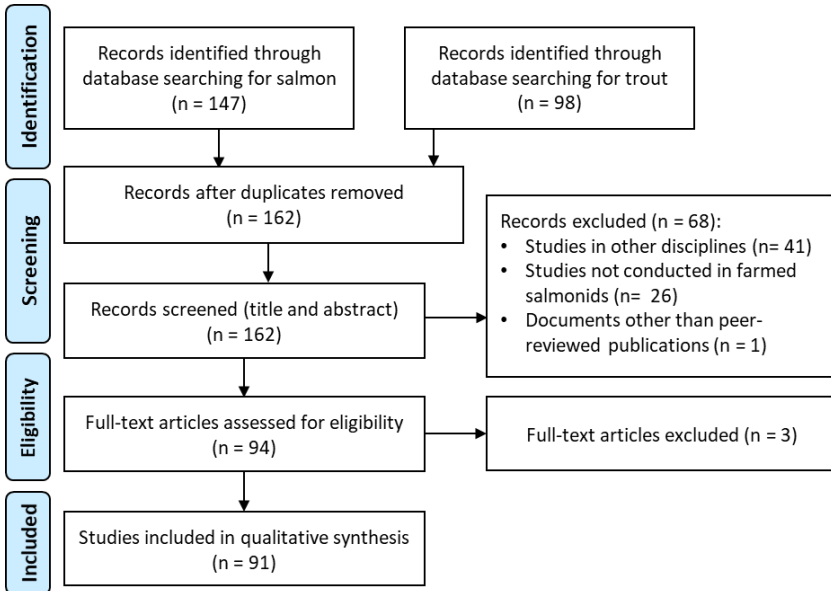 Identification
Records identified through
database searching for salmon
(n = 147)
Records identified through
database searching for trout
(n = 98)
Screening
Records after duplicates removed
(n = 162)
Records screened (title and abstract)
(n = 162)
Records excluded (n = 68):
• Studies in other disciplines (n= 41)
• Studies not conducted in farmed
salmonids (n=  26)
• Documents other than peer-
reviewed publications (n = 1)
Eligibility
Full-text articles assessed for eligibility
(n = 94)
Full-text articles excluded (n = 3)
Included
Studies included in qualitative synthesis
(n = 91)